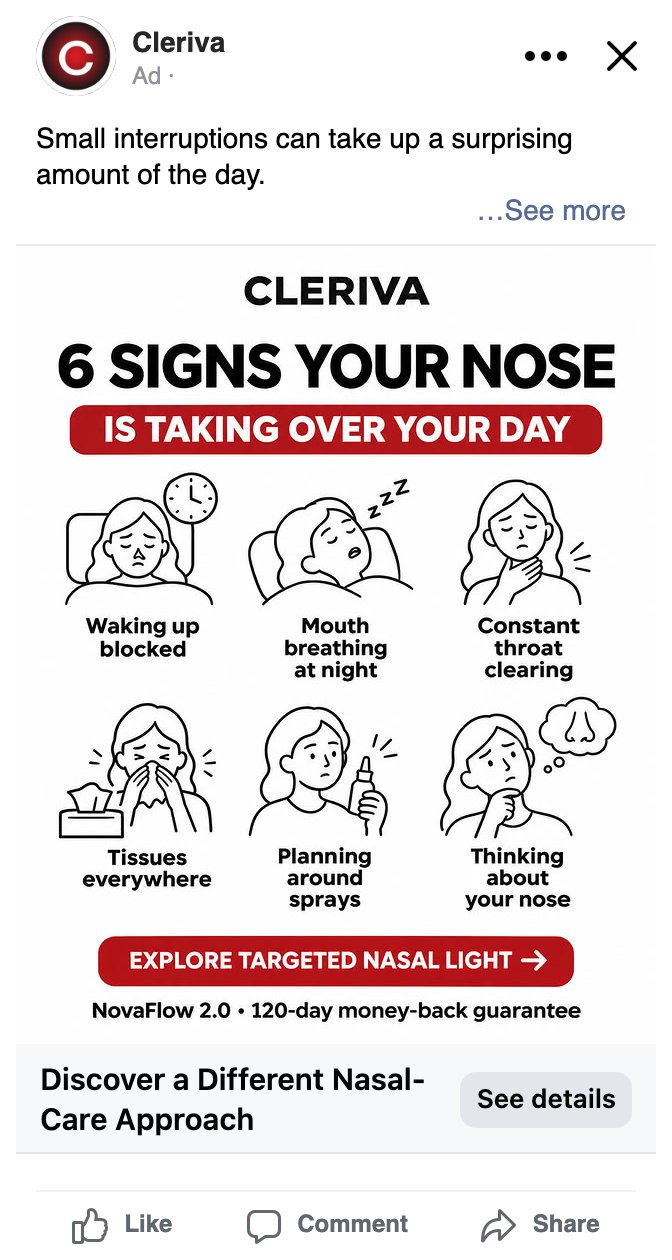 C
Cleriva
Ad ·
Small interruptions can take up a surprising
amount of the day.
...See more
CLERIVA
6 SIGNS YOUR NOSE
IS TAKING OVER YOUR DAY
z z z
Waking up
blocked
Mouth
breathing
at night
Constant
throat
clearing
Tissues
everywhere
Planning
around
sprays
Thinking
about
your nose
EXPLORE TARGETED NASAL LIGHT →
NovaFlow 2.0 • 120-day money-back guarantee
Discover a Different Nasal-
Care Approach
See details
Like
Comment
Share